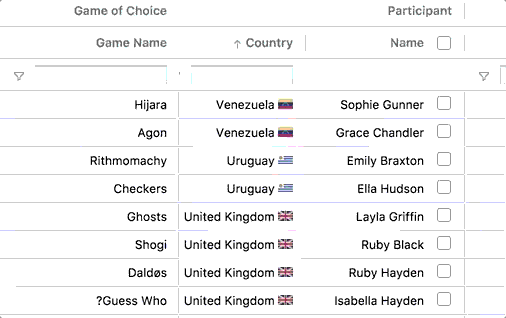 Game of Choice Participant
Game Name ↑ Country Name
Hijara Venezuela 🇻🇪 Sophie Gunner
Agon Venezuela 🇻🇪 Grace Chandler
Rithmomachy Uruguay 🇺🇾 Emily Braxton
Checkers Uruguay 🇺🇾 Ella Hudson
Ghosts United Kingdom 🇬🇧 Layla Griffin
Shogi United Kingdom 🇬🇧 Ruby Black
Daldøs United Kingdom 🇬🇧 Ruby Hayden
?Guess Who United Kingdom 🇬🇧 Isabella Hayden